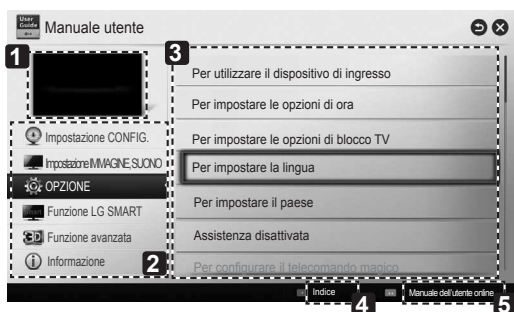 User Guide
Manuale utente
1
3
Per utilizzare il dispositivo di ingresso
Per impostare le opzioni di ora
Impostazione CONFIG.
Per impostare le opzioni di blocco TV
Impostazione IMMAGINE, SUONO
Per impostare la lingua
OPZIONE
Per impostare il paese
Funzione LG SMART
Funzione avanzata
3D
Assistenza disattivata
Informazione
2
Per configurare il telecomando magico
Indice
4
Manuale dell'utente online
5